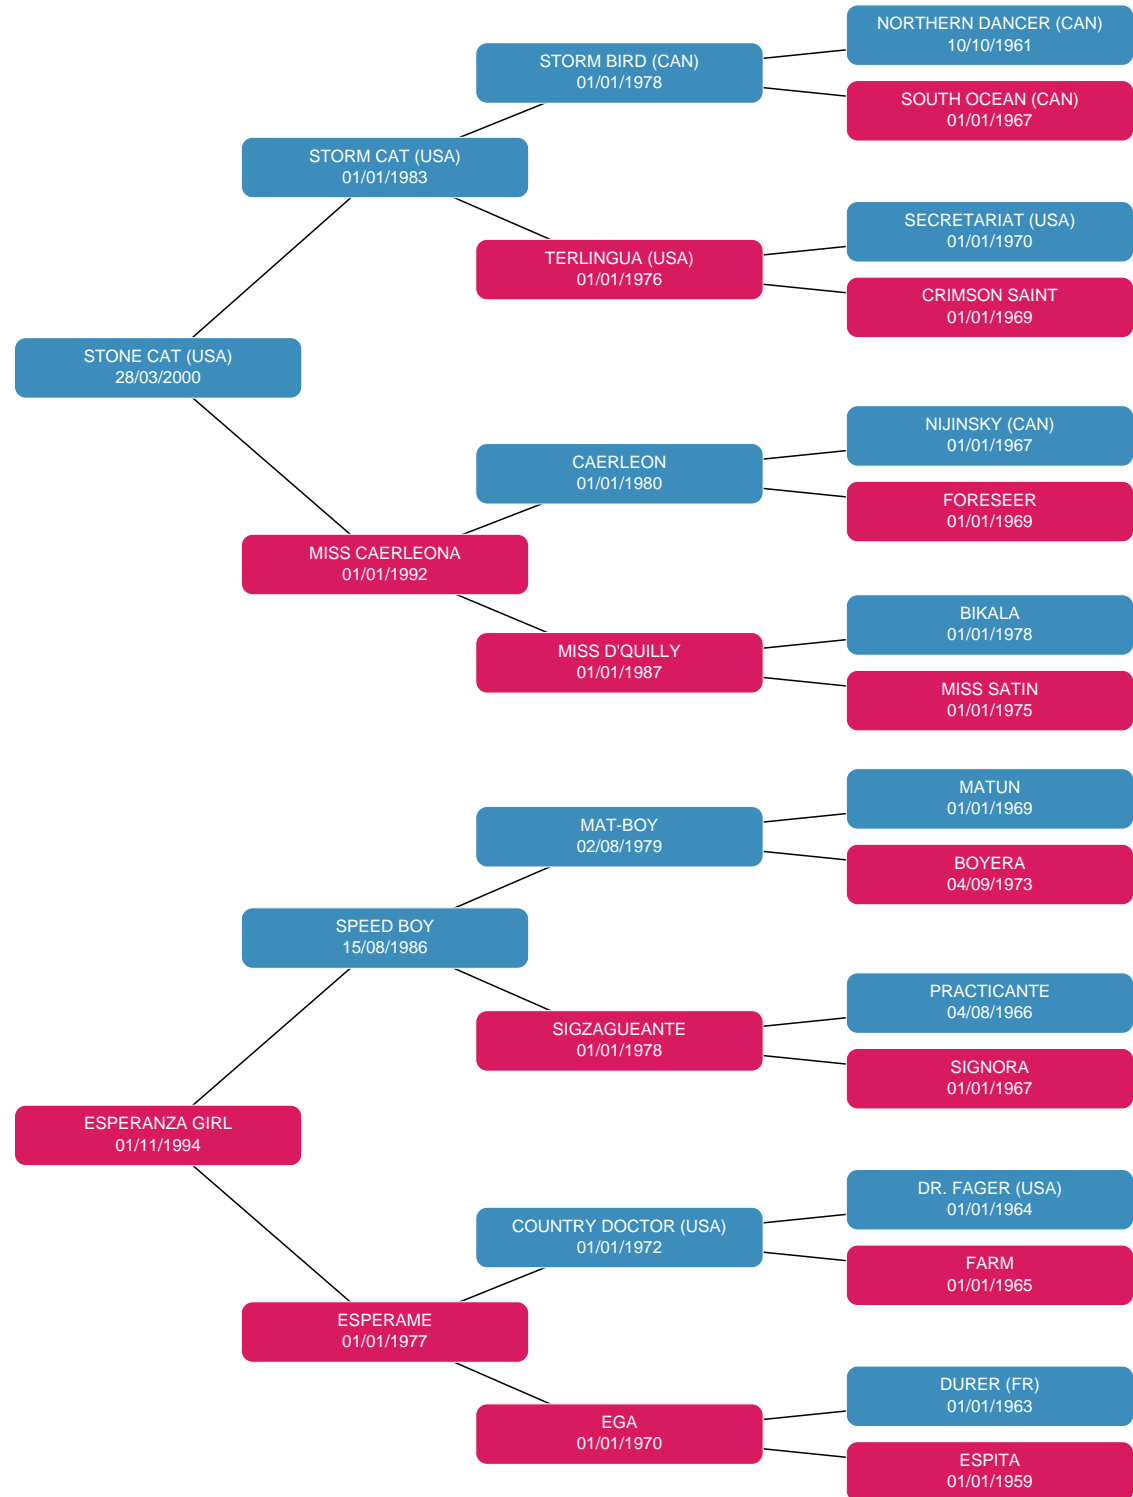 NORTHERN DANCER (CAN)
10/10/1961
STORM BIRD (CAN)
01/01/1978
SOUTH OCEAN (CAN)
01/01/1967
STORM CAT (USA)
01/01/1983
SECRETARIAT (USA)
01/01/1970
TERLINGUA (USA)
01/01/1976
CRIMSON SAINT
01/01/1969
STONE CAT (USA)
28/03/2000
NIJINSKY (CAN)
01/01/1967
CAERLEON
01/01/1980
FORESEER
01/01/1969
MISS CAERLEONA
01/01/1992
BIKALA
01/01/1978
MISS D'QUILLY
01/01/1987
MISS SATIN
01/01/1975
MATUN
01/01/1969
MAT-BOY
02/08/1979
BOYERA
04/09/1973
SPEED BOY
15/08/1986
PRACTICANTE
04/08/1966
SIGZAGUEANTE
01/01/1978
SIGNORA
01/01/1967
ESPERANZA GIRL
01/11/1994
DR. FAGER (USA)
01/01/1964
COUNTRY DOCTOR (USA)
01/01/1972
FARM
01/01/1965
ESPERAME
01/01/1977
DURER (FR)
01/01/1963
EGA
01/01/1970
ESPITA
01/01/1959